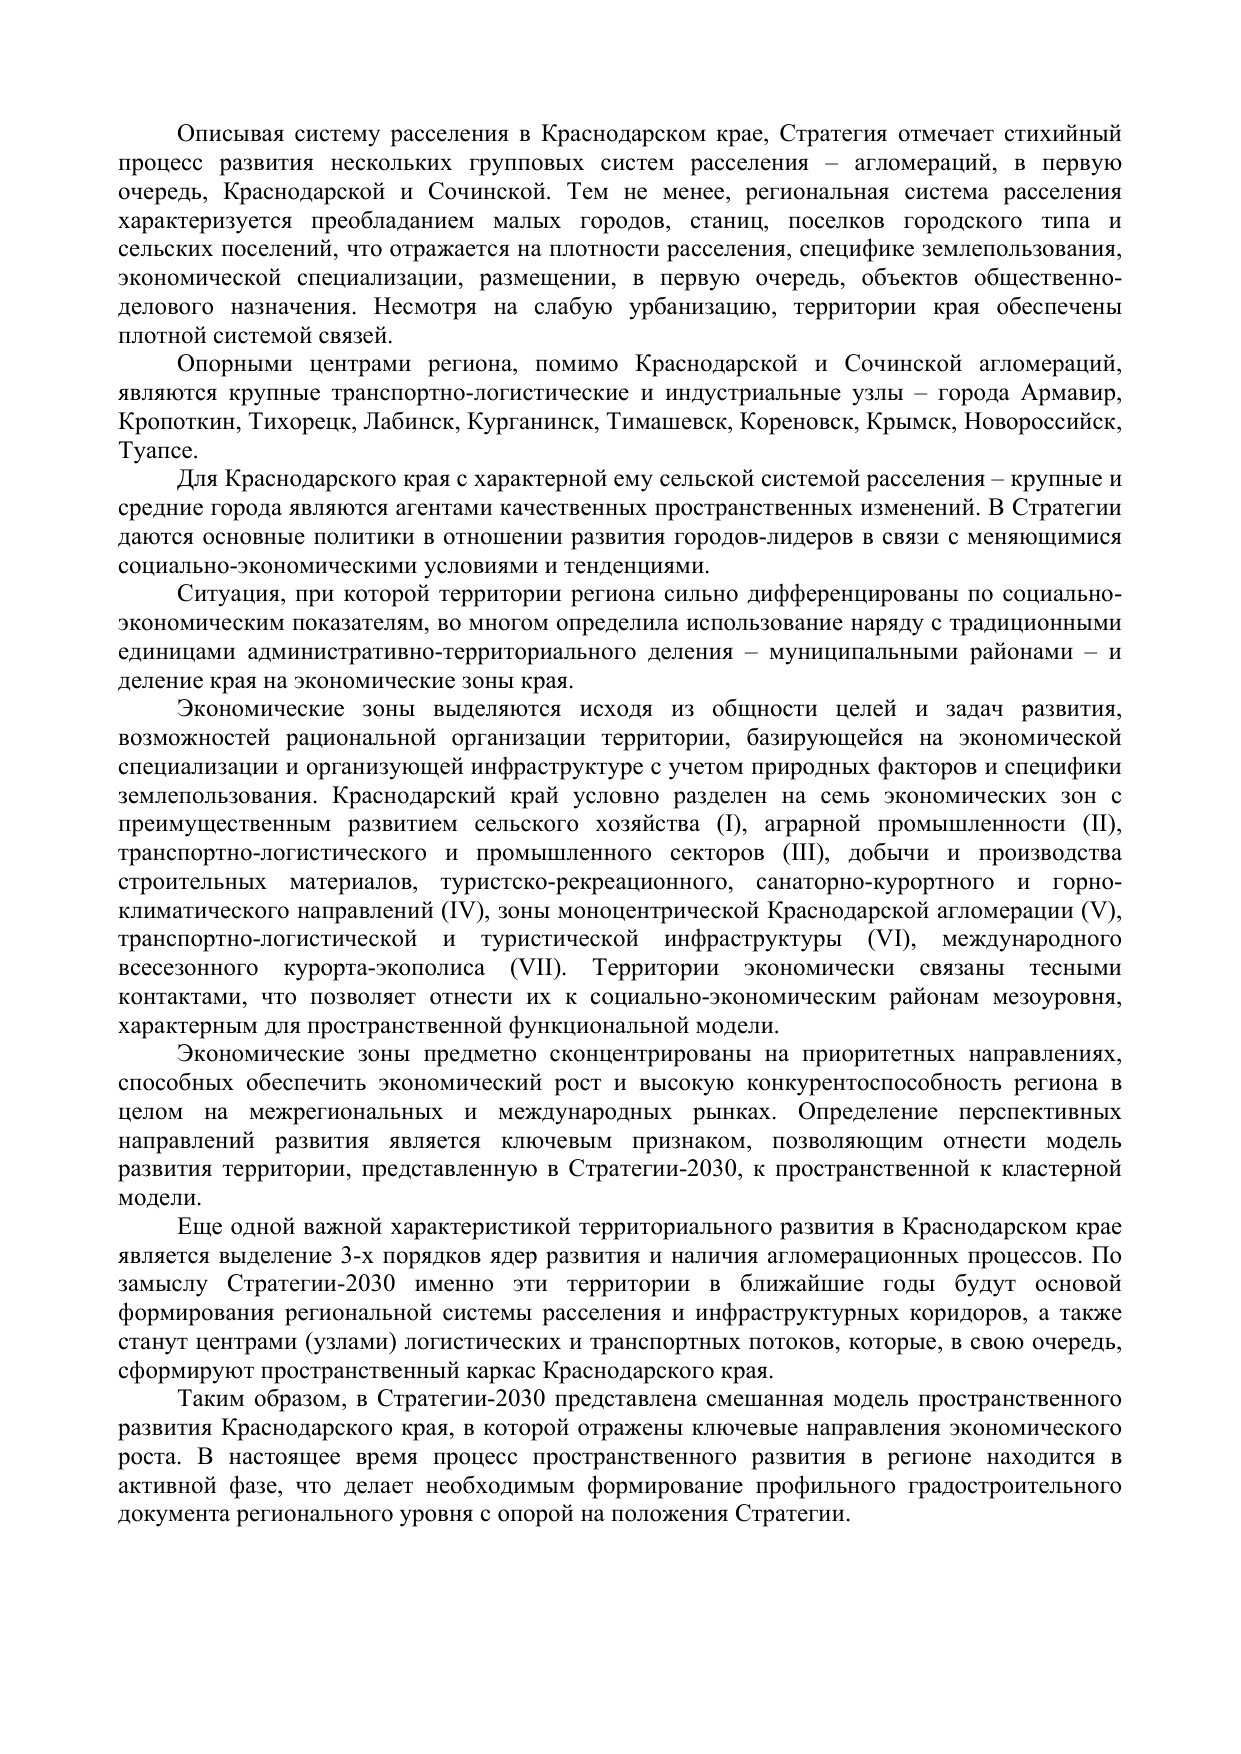 Описывая систему расселения в Краснодарском крае, Стратегия отмечает стихийный
процесс развития нескольких групповых систем расселения – агломераций, в первую
очередь, Краснодарской и Сочинской. Тем не менее, региональная система расселения
характеризуется преобладанием малых городов, станиц, поселков городского типа и
сельских поселений, что отражается на плотности расселения, специфике землепользования,
экономической специализации, размещении, в первую очередь, объектов общественно-
делового назначения. Несмотря на слабую урбанизацию, территории края обеспечены
плотной системой связей.
Опорными центрами региона, помимо Краснодарской и Сочинской агломераций,
являются крупные транспортно-логистические и индустриальные узлы – города Армавир,
Кропоткин, Тихорецк, Лабинск, Курганинск, Тимашевск, Кореновск, Крымск, Новороссийск,
Туапсе.
Для Краснодарского края с характерной ему сельской системой расселения – крупные и
средние города являются агентами качественных пространственных изменений. В Стратегии
даются основные политики в отношении развития городов-лидеров в связи с меняющимися
социально-экономическими условиями и тенденциями.
Ситуация, при которой территории региона сильно дифференцированы по социально-
экономическим показателям, во многом определила использование наряду с традиционными
единицами административно-территориального деления – муниципальными районами – и
деление края на экономические зоны края.
Экономические зоны выделяются исходя из общности целей и задач развития,
возможностей рациональной организации территории, базирующейся на экономической
специализации и организующей инфраструктуре с учетом природных факторов и специфики
землепользования. Краснодарский край условно разделен на семь экономических зон с
преимущественным развитием сельского хозяйства (I), аграрной промышленности (II),
транспортно-логистического и промышленного секторов (III), добычи и производства
строительных материалов, туристско-рекреационного, санаторно-курортного и горно-
климатического направлений (IV), зоны моноцентрической Краснодарской агломерации (V),
транспортно-логистической и туристической инфраструктуры (VI), международного
всесезонного курорта-экополиса (VII). Территории экономически связаны тесными
контактами, что позволяет отнести их к социально-экономическим районам мезоуровня,
характерным для пространственной функциональной модели.
Экономические зоны предметно сконцентрированы на приоритетных направлениях,
способных обеспечить экономический рост и высокую конкурентоспособность региона в
целом на межрегиональных и международных рынках. Определение перспективных
направлений развития является ключевым признаком, позволяющим отнести модель
развития территории, представленную в Стратегии-2030, к пространственной к кластерной
модели.
Еще одной важной характеристикой территориального развития в Краснодарском крае
является выделение 3-х порядков ядер развития и наличия агломерационных процессов. По
замыслу Стратегии-2030 именно эти территории в ближайшие годы будут основой
формирования региональной системы расселения и инфраструктурных коридоров, а также
станут центрами (узлами) логистических и транспортных потоков, которые, в свою очередь,
сформируют пространственный каркас Краснодарского края.
Таким образом, в Стратегии-2030 представлена смешанная модель пространственного
развития Краснодарского края, в которой отражены ключевые направления экономического
роста. В настоящее время процесс пространственного развития в регионе находится в
активной фазе, что делает необходимым формирование профильного градостроительного
документа регионального уровня с опорой на положения Стратегии.